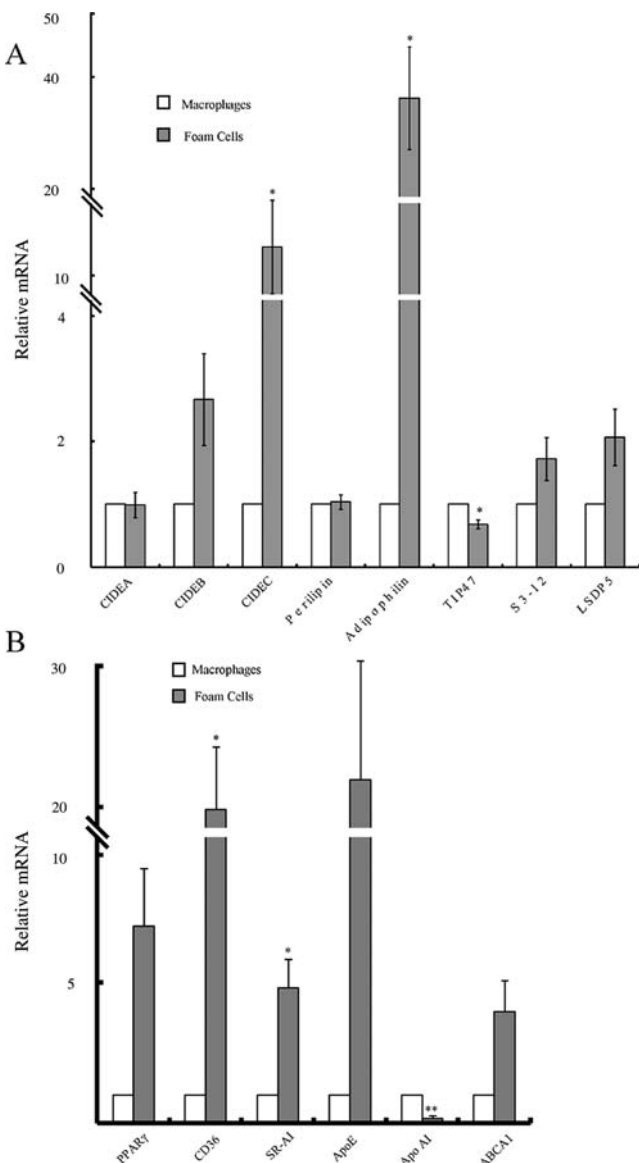 A
50
40
20
10
4
2
0
Relative mRNA
Macrophages
Foam Cells
*
*
*
CIDEA
CIDEB
CIDEC
Perilipin
Adipophilin
TIP47
S3-12
LSDP5
B
30
20
10
5
Relative mRNA
Macrophages
Foam Cells
*
*
**
PPARγ
CD36
SR-AI
ApoE
Apo AI
ABCA1